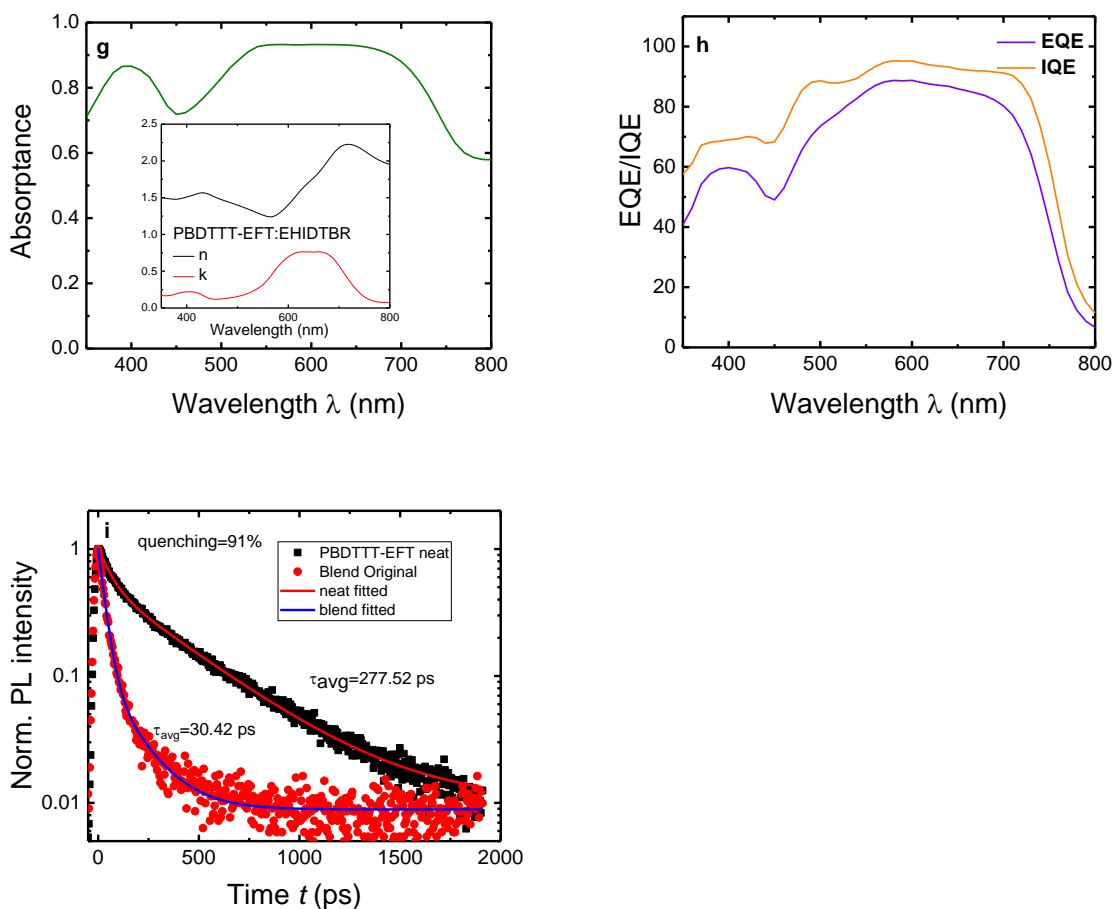 g
Absorptance
1.0
0.8
0.6
0.4
0.2
0.0
2.5
2.0
1.5
1.0
0.5
0.0
PBDTTT-EFT:EHIDTBR
n
k
400 600 800
Wavelength (nm)
400 500 600 700 800
Wavelength λ (nm)
h
EQE
IQE
EQE/IQE
100
80
60
40
20
0
400 500 600 700 800
Wavelength λ (nm)
i
quenching=91%
PBDTTT-EFT neat
Blend Original
neat fitted
blend fitted
τavg=277.52 ps
τavg=30.42 ps
Norm. PL intensity
1
0.1
0.01
0 500 1000 1500 2000
Time t (ps)